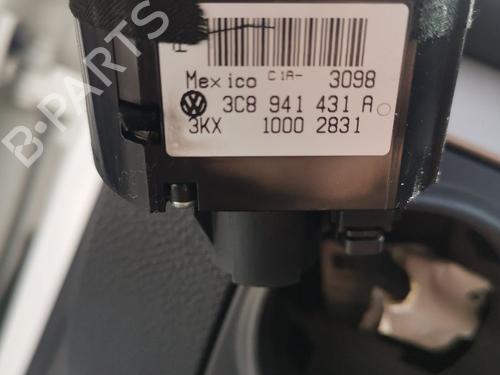 Mexico C1A- 3098
3C8 941 431 A
3KX 1000 2831
B-PARTS